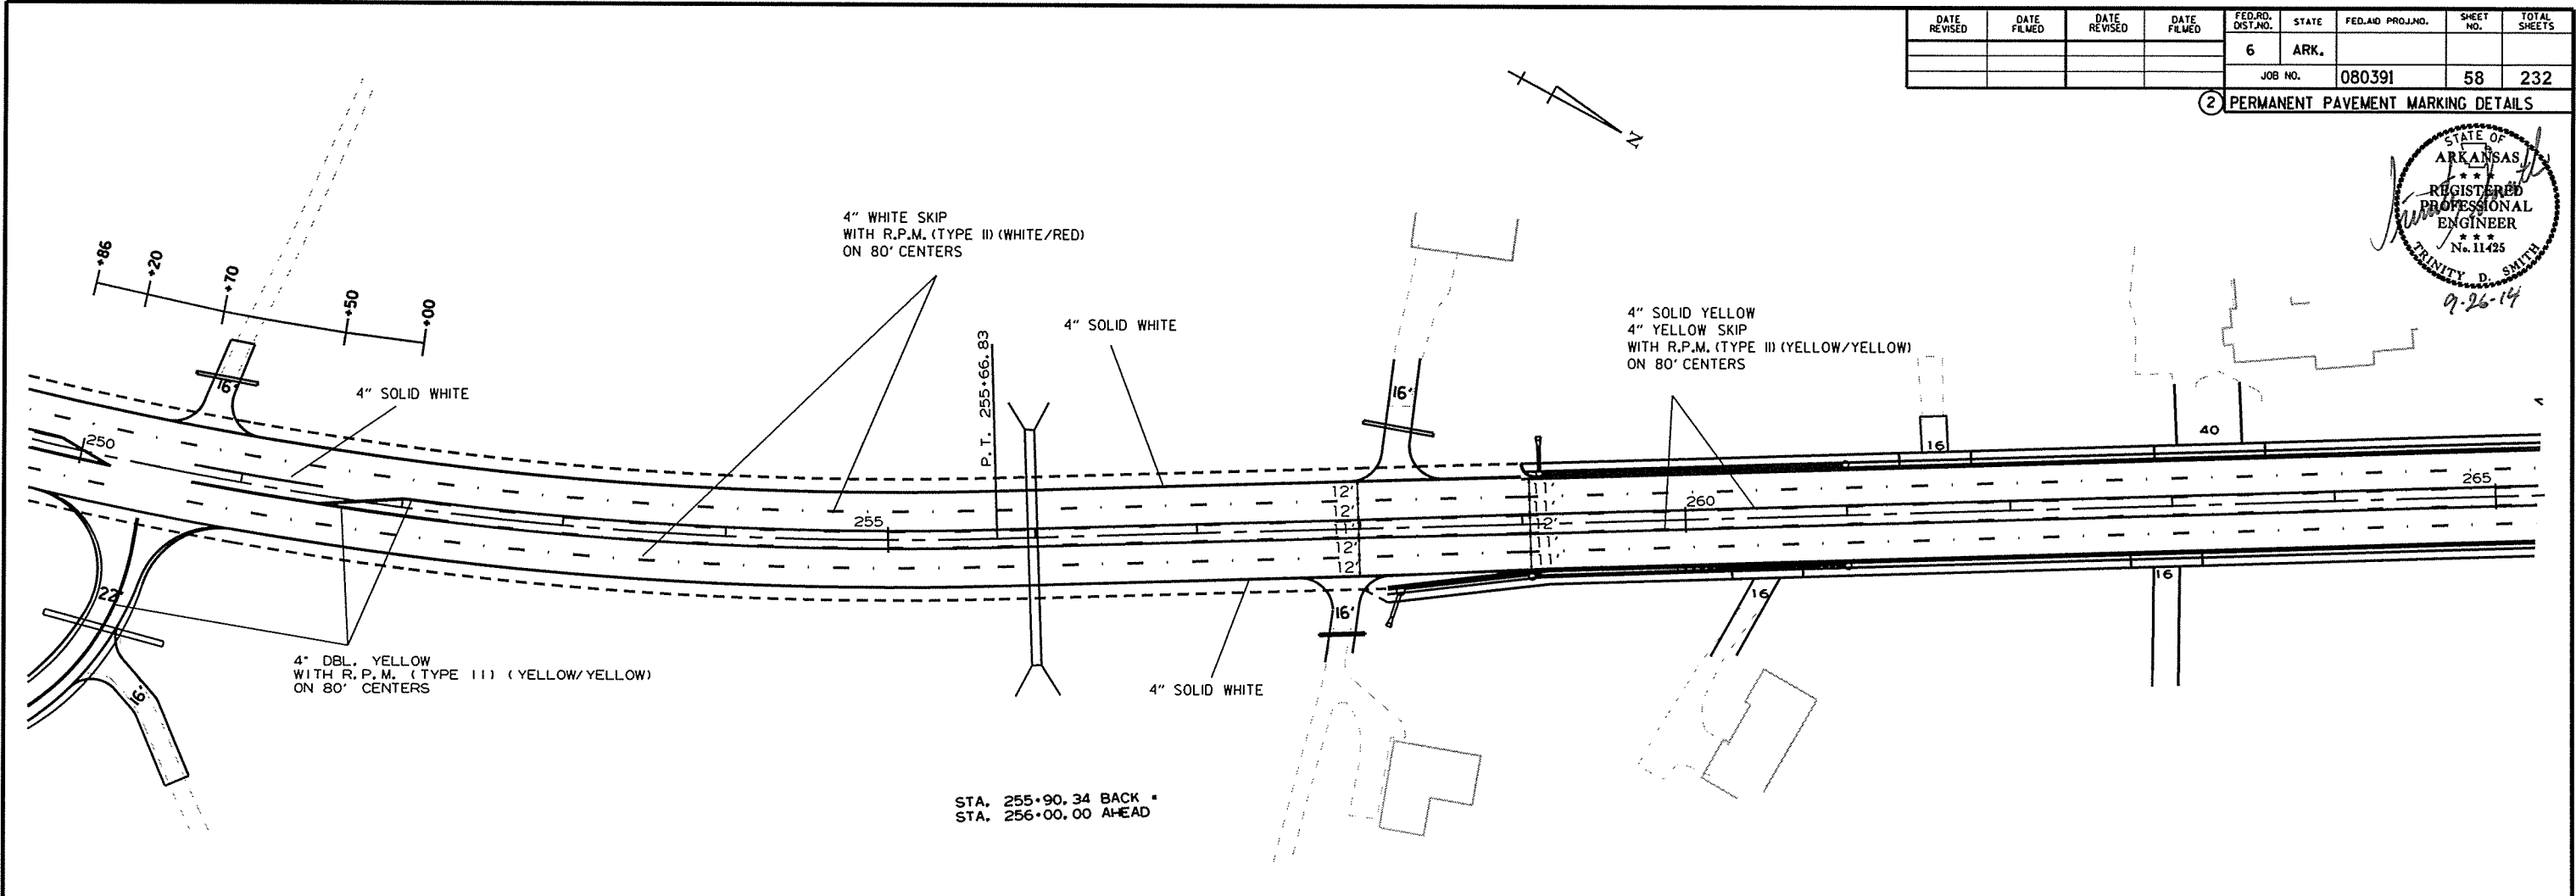 DATE REVISED
DATE FILMED
DATE REVISED
DATE FILMED
FED.RD. DIST.NO.
STATE
FED.AID PROJ.NO.
SHEET NO.
TOTAL SHEETS
6
ARK.
JOB NO.
080391
58
232
2
PERMANENT PAVEMENT MARKING DETAILS
N
STATE OF
ARKANSAS
REGISTERED
PROFESSIONAL
ENGINEER
No. 11425
TRINITY D. SMITH
9-26-14
+86
+20
+70
+50
+00
4" WHITE SKIP
WITH R.P.M. (TYPE II) (WHITE/RED)
ON 80' CENTERS
4" SOLID WHITE
P.T. 255+66.83
4" SOLID WHITE
4" SOLID YELLOW
4" YELLOW SKIP
WITH R.P.M. (TYPE II) (YELLOW/YELLOW)
ON 80' CENTERS
16'
16'
16
40
250
255
260
265
12'
12'
11'
12'
12'
11'
11'
12'
11'
11'
22'
16'
16'
16
16
4" DBL. YELLOW
WITH R.P.M. (TYPE II) (YELLOW/YELLOW)
ON 80' CENTERS
4" SOLID WHITE
STA. 255+90.34 BACK =
STA. 256+00.00 AHEAD